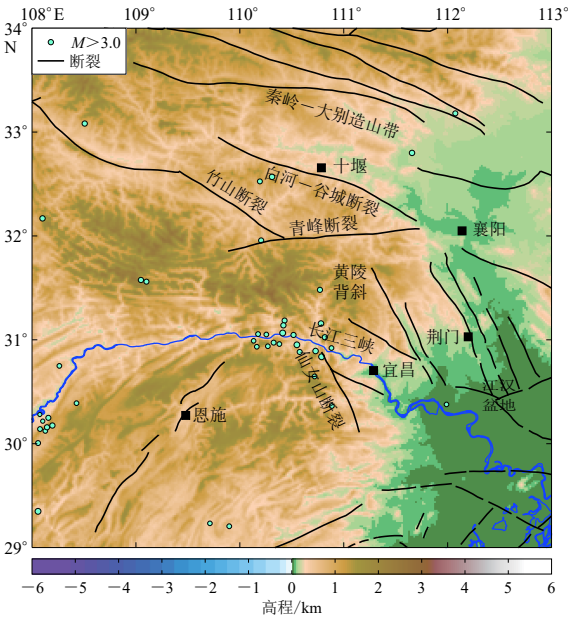 108° E
109°
110°
111°
112°
113°
34°
N
M＞3.0
断裂
秦岭－大别造山带
33°
十堰
白河－谷城断裂
竹山断裂
青峰断裂
襄阳
32°
黄陵
背斜
长江三峡
荆门
31°
宜昌
仙女山断裂
江汉
盆地
恩施
30°
29°
－6
－5
－4
－3
－2
－1
0
1
2
3
4
5
6
高程/km